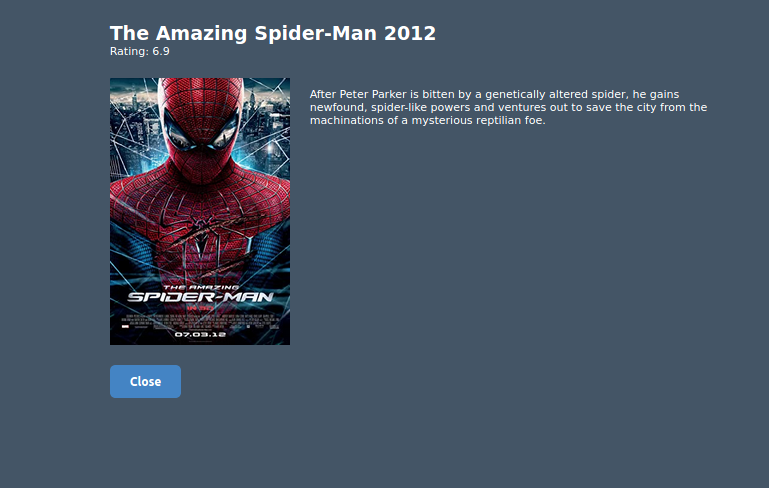 The Amazing Spider-Man 2012
Rating: 6.9
After Peter Parker is bitten by a genetically altered spider, he gains
newfound, spider-like powers and ventures out to save the city from the
machinations of a mysterious reptilian foe.
THE AMAZING
SPIDER-MAN
07.03.12
Close